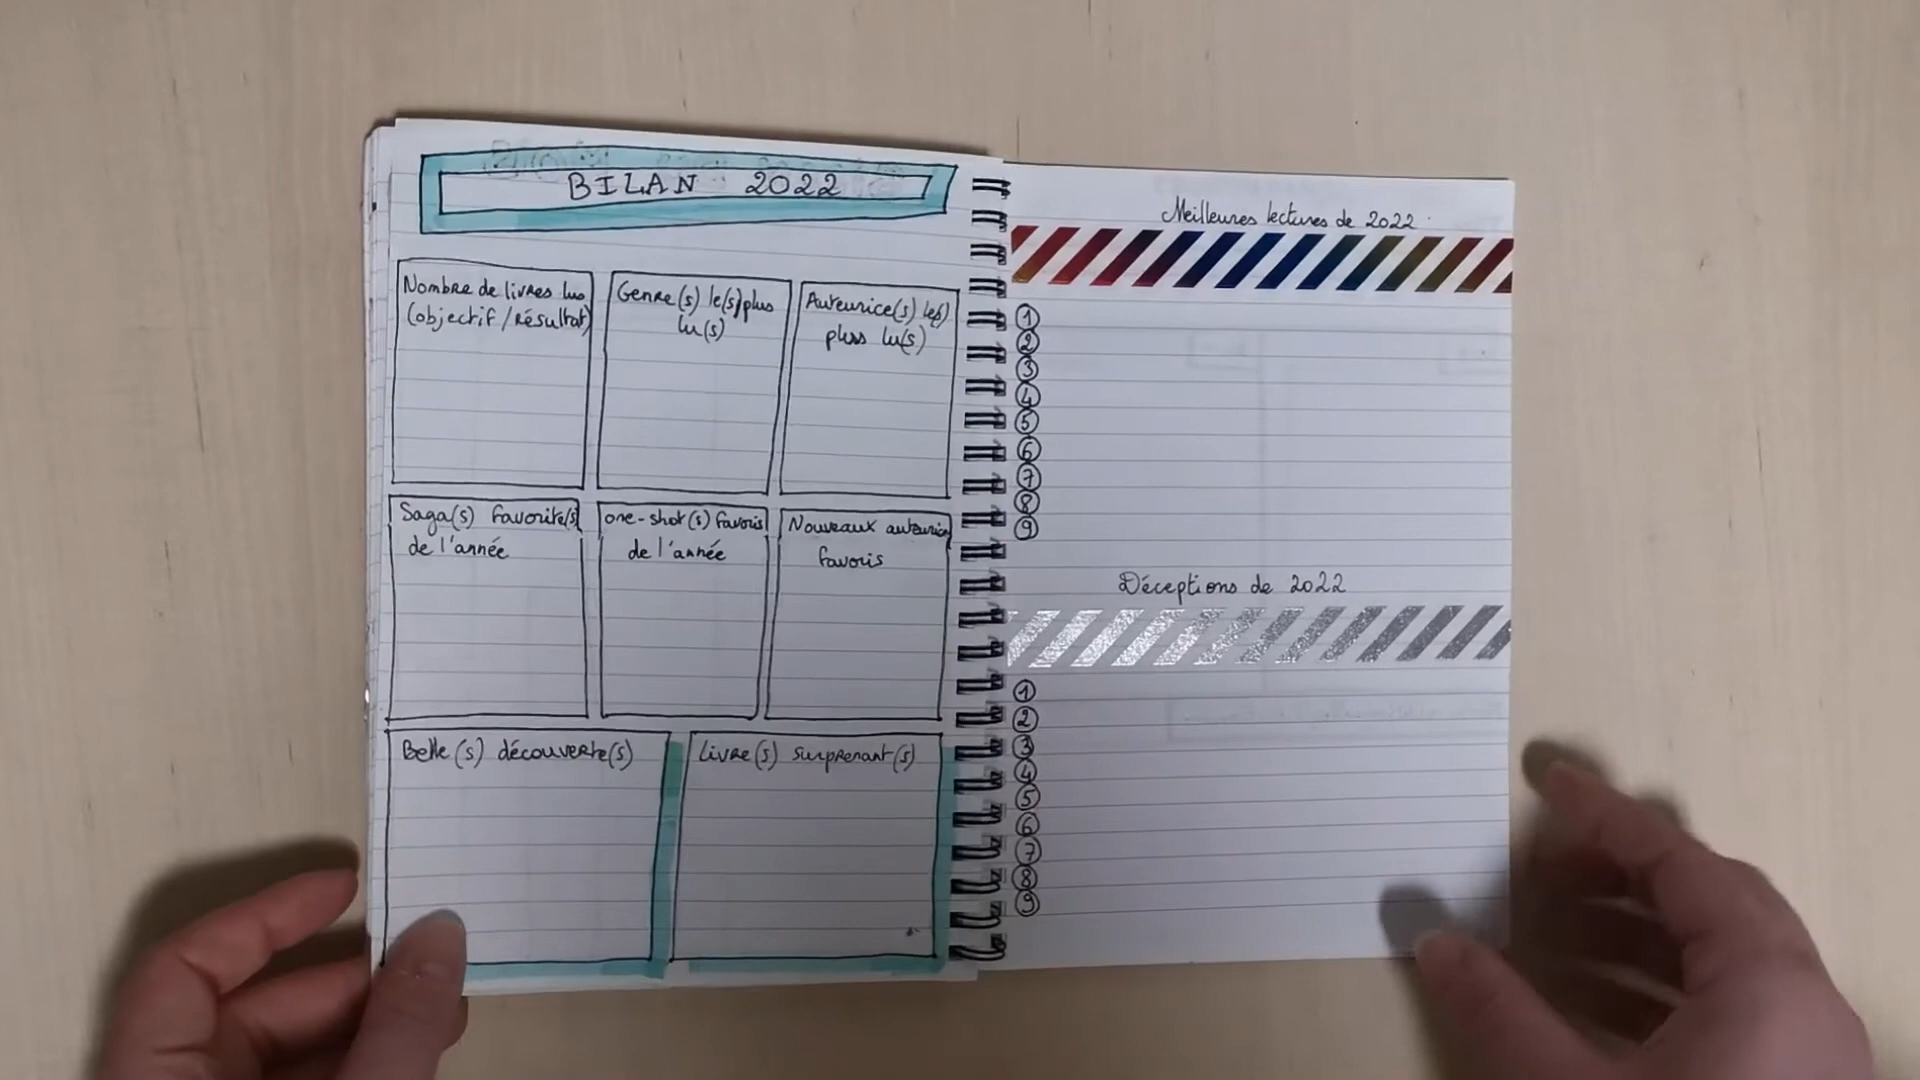 BILAN 2022
Nombre de livres lus
(objectif/résultat)
Genre(s) le(s) plus
lu(s)
Auteurice(s) le(s)
plus lu(s)
Saga(s) favorite(s)
de l'année
one-shot(s) favoris
de l'année
Nouveaux auteurice
favoris
Belle(s) découverte(s)
Livre(s) surprenant(s)
Meilleures lectures de 2022
1
2
3
4
5
6
7
8
9
Déceptions de 2022
1
2
3
4
5
6
7
8
9